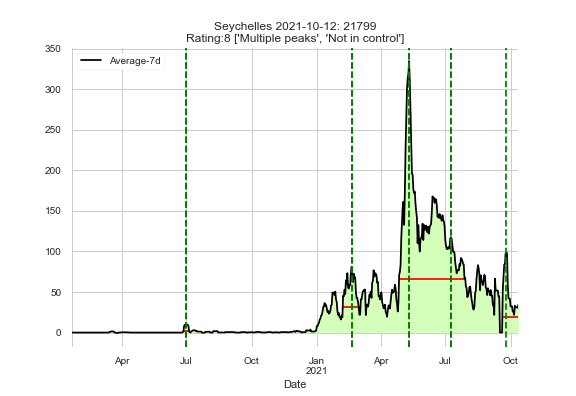 Seychelles 2021-10-12: 21799
Rating:8 ['Multiple peaks', 'Not in control']
350
Average-7d
300
250
200
150
100
50
0
Apr Jul Oct Jan Apr Jul Oct
2021
Date